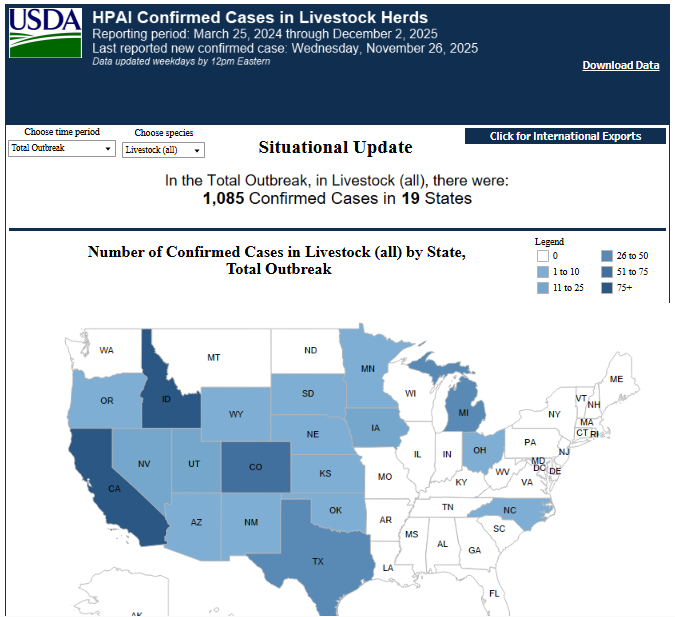 USDA
HPAI Confirmed Cases in Livestock Herds
Reporting period: March 25, 2024 through December 2, 2025
Last reported new confirmed case: Wednesday, November 26, 2025
Data updated weekdays by 12pm Eastern
Download Data
Choose time period
Total Outbreak
Choose species
Livestock (all)
Situational Update
Click for International Exports
In the Total Outbreak, in Livestock (all), there were:
1,085 Confirmed Cases in 19 States
Number of Confirmed Cases in Livestock (all) by State,
Total Outbreak
Legend
0
1 to 10
11 to 25
26 to 50
51 to 75
75+
WA
MT
ND
MN
ME
OR
ID
WY
SD
WI
MI
VT
NH
NY
MA
CT
RI
NV
UT
CO
NE
IA
IL
IN
OH
PA
NJ
MD
DC
DE
WV
VA
CA
KS
MO
KY
AZ
NM
OK
AR
TN
NC
SC
TX
LA
MS
AL
GA
FL
AK